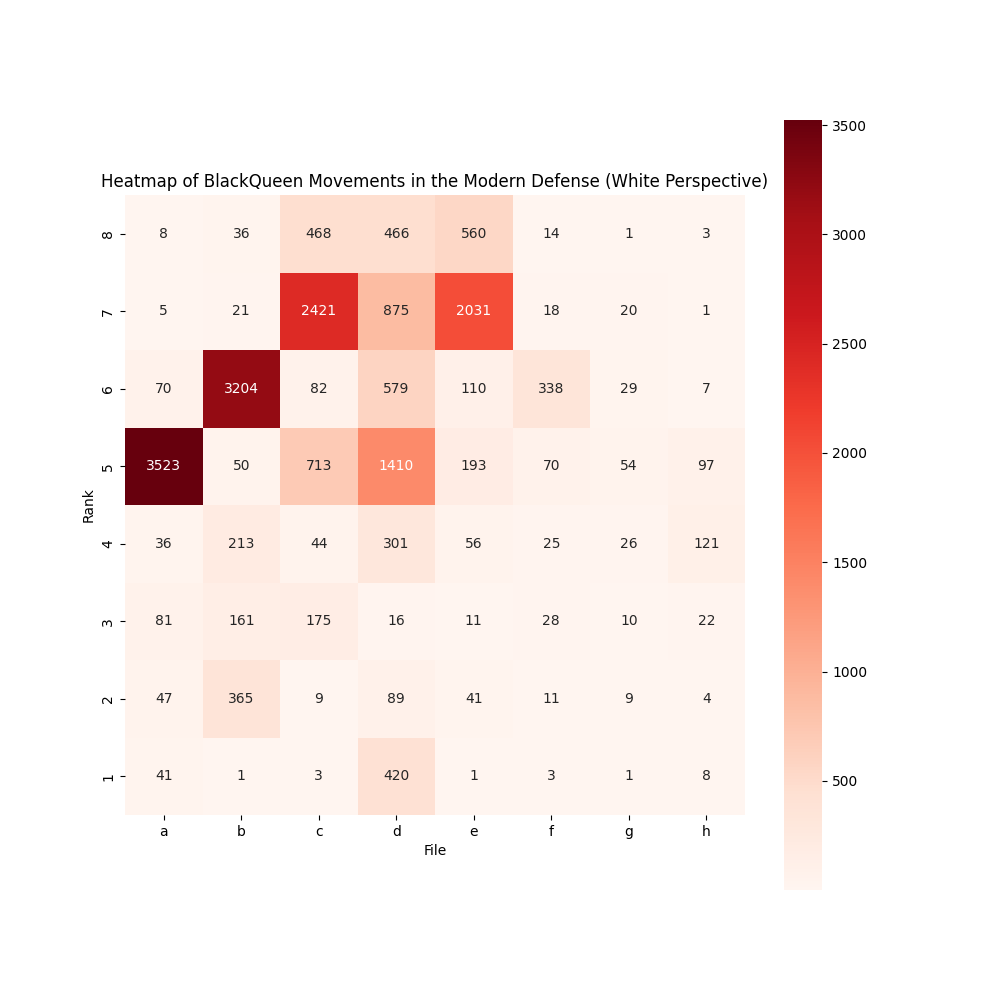 Heatmap of BlackQueen Movements in the Modern Defense (White Perspective)
8 8 36 468 466 560 14 1 3
7 5 21 2421 875 2031 18 20 1
6 70 3204 82 579 110 338 29 7
5 3523 50 713 1410 193 70 54 97
Rank
4 36 213 44 301 56 25 26 121
3 81 161 175 16 11 28 10 22
2 47 365 9 89 41 11 9 4
1 41 1 3 420 1 3 1 8
a b c d e f g h
File
3500
3000
2500
2000
1500
1000
500